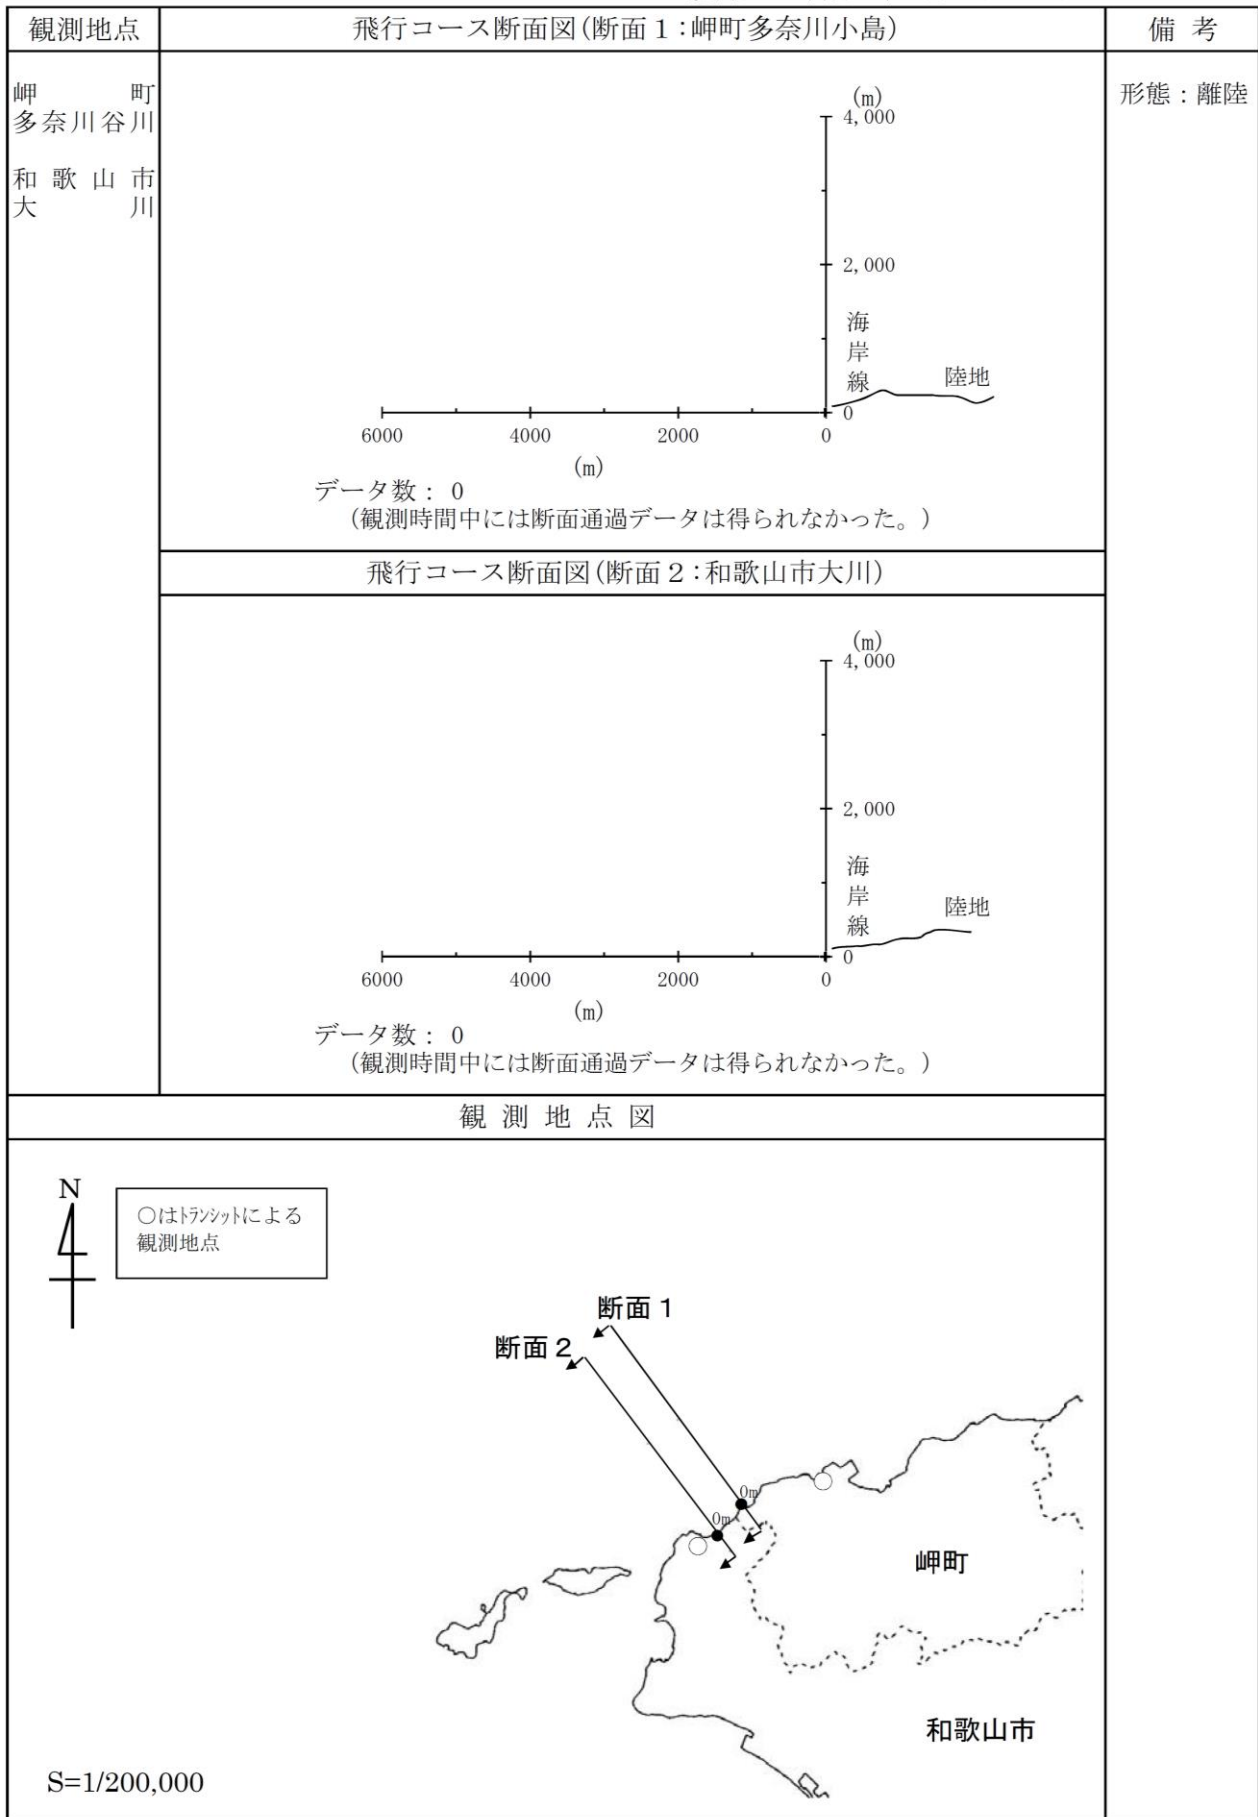 観測地点
飛行コース断面図(断面1:岬町多奈川小島)
備 考
岬 町
多奈川谷川
和 歌 山 市
大 川
形態：離陸
(m)
4,000
2,000
海岸線
陸地
0
6000 4000 2000 0
(m)
データ数： 0
(観測時間中には断面通過データは得られなかった。)
飛行コース断面図(断面2:和歌山市大川)
(m)
4,000
2,000
海岸線
陸地
0
6000 4000 2000 0
(m)
データ数： 0
(観測時間中には断面通過データは得られなかった。)
観 測 地 点 図
N
○はﾄﾗﾝｼｯﾄによる
観測地点
断面1
断面2
0m
0m
岬町
和歌山市
S=1/200,000